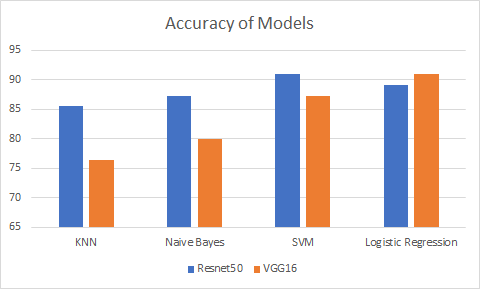 Accuracy of Models
95
90
85
80
75
70
65
KNN Naive Bayes SVM Logistic Regression
Resnet50 VGG16